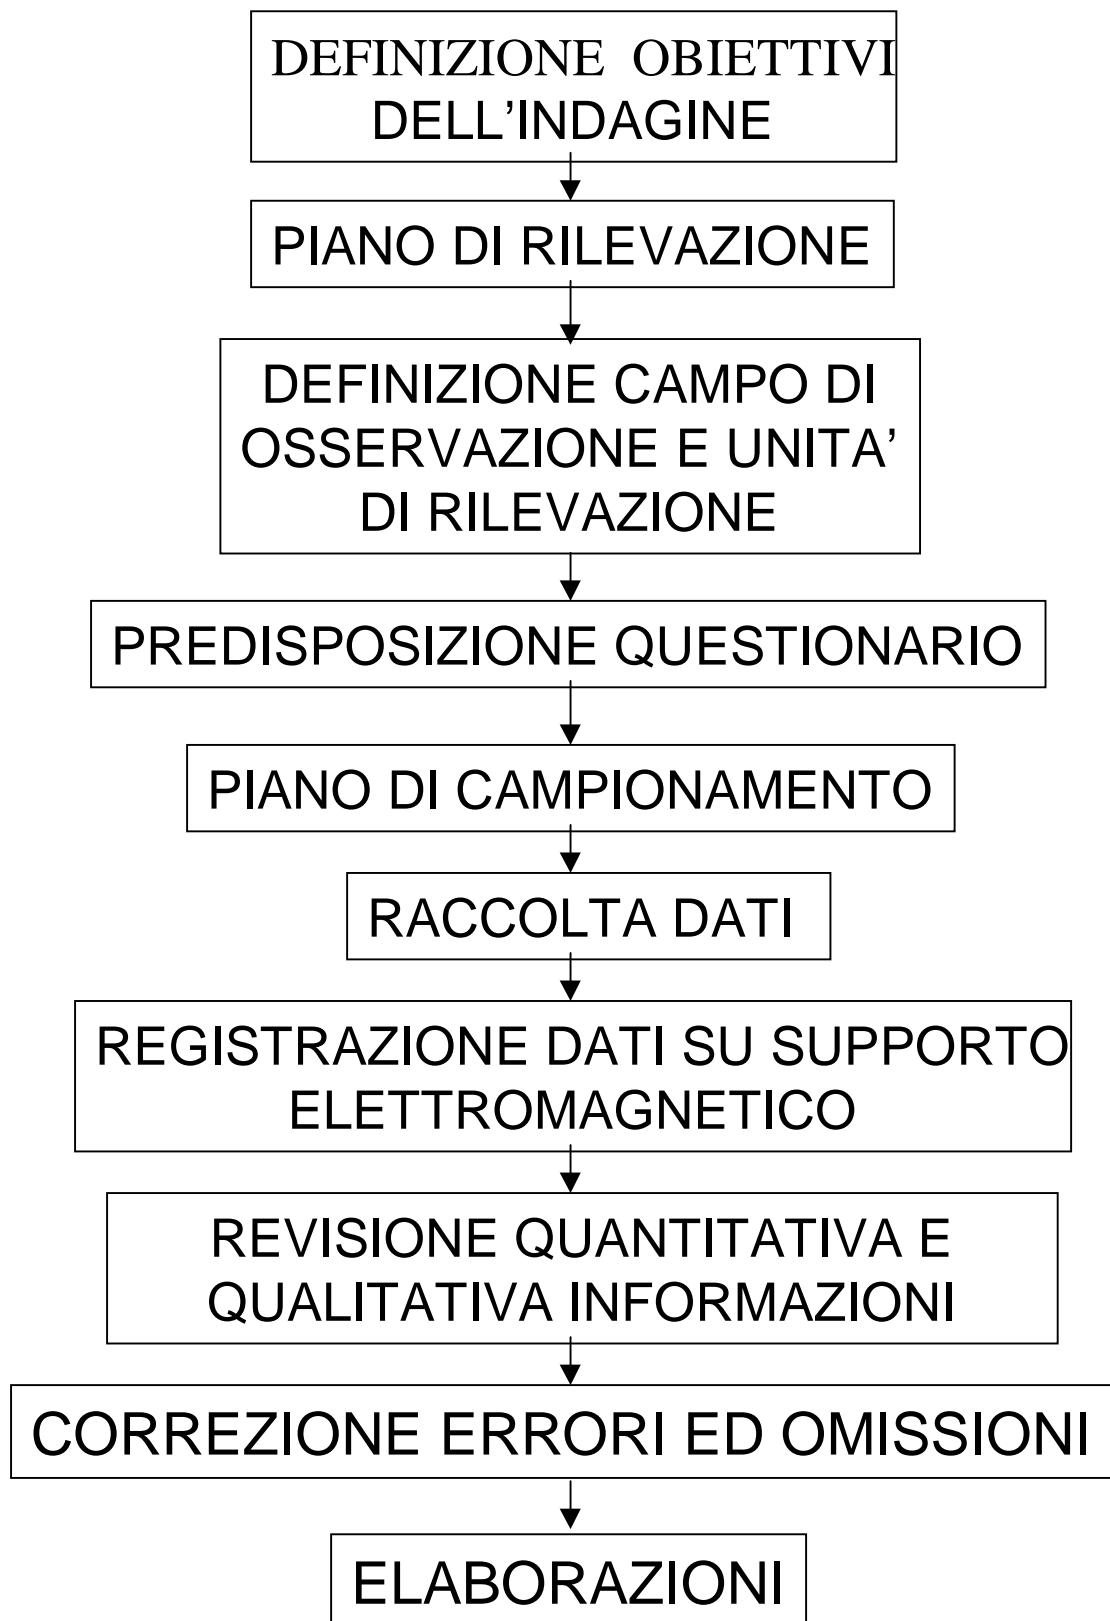 DEFINIZIONE OBIETTIVI
DELL'INDAGINE
PIANO DI RILEVAZIONE
DEFINIZIONE CAMPO DI
OSSERVAZIONE E UNITA'
DI RILEVAZIONE
PREDISPOSIZIONE QUESTIONARIO
PIANO DI CAMPIONAMENTO
RACCOLTA DATI
REGISTRAZIONE DATI SU SUPPORTO
ELETTROMAGNETICO
REVISIONE QUANTITATIVA E
QUALITATIVA INFORMAZIONI
CORREZIONE ERRORI ED OMISSIONI
ELABORAZIONI